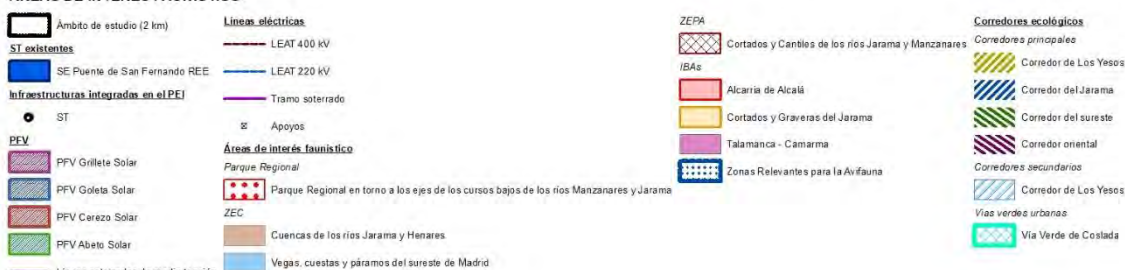 Ámbito de estudio (2 km)
ST existentes
SE Puente de San Fernando REE
Infraestructuras integradas en el PEI
ST
PFV
PFV Grillete Solar
PFV Goleta Solar
PFV Cerezo Solar
PFV Abeto Solar
Líneas eléctricas
LEAT 400 kV
LEAT 220 kV
Tramo soterrado
Apoyos
Áreas de interés faunístico
Parque Regional
Parque Regional en torno a los ejes de los cursos bajos de los ríos Manzanares y Jarama
ZEC
Cuencas de los ríos Jarama y Henares
Vegas, cuestas y páramos del sureste de Madrid
ZEPA
Cortados y Cantiles de los ríos Jarama y Manzanares
IBAs
Alcarria de Alcalá
Cortados y Graveras del Jarama
Talamanca - Camarma
Zonas Relevantes para la Avifauna
Corredores ecológicos
Corredores principales
Corredor de Los Yesos
Corredor del Jarama
Corredor del sureste
Corredor oriental
Corredores secundarios
Corredor de Los Yesos
Vías verdes urbanas
Vía Verde de Coslada